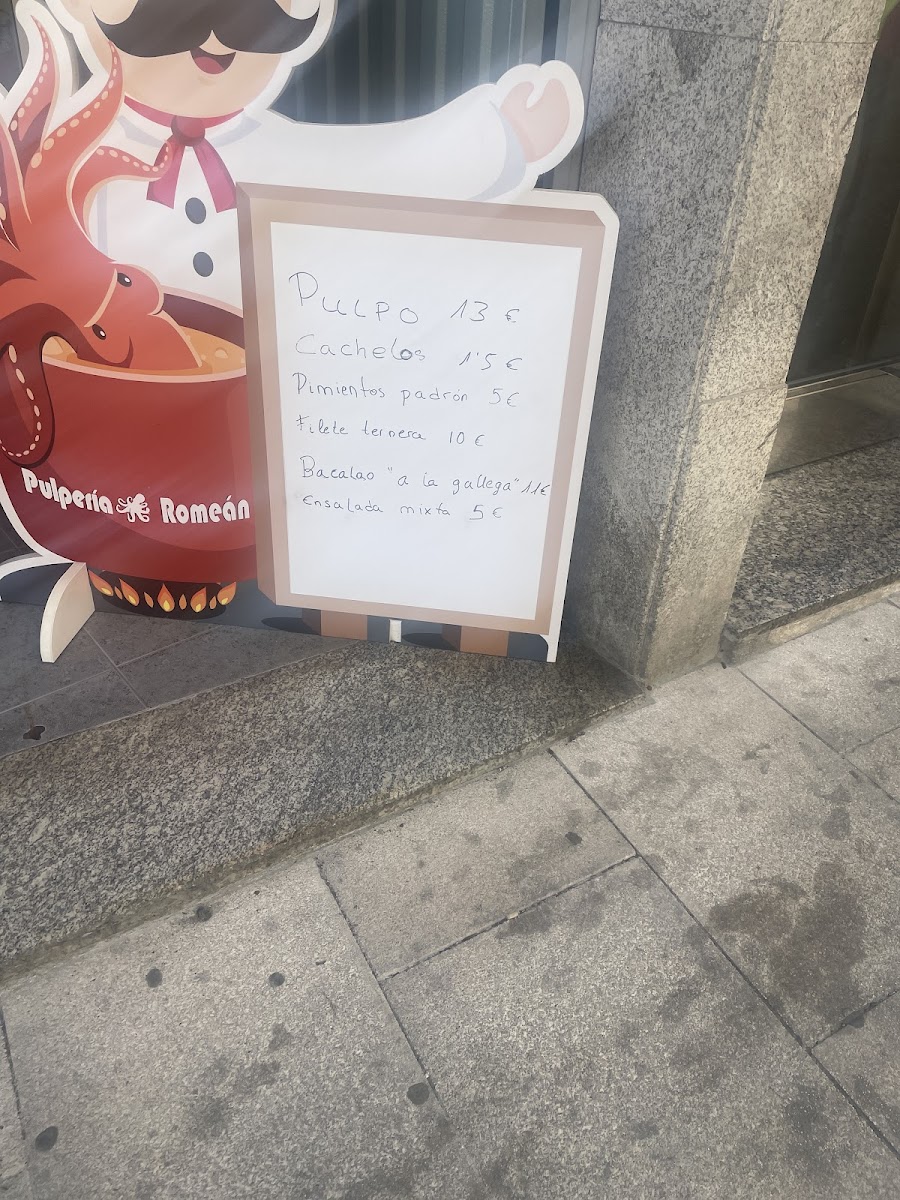 PULPO 13 €
Cachelos 1'5 €
Pimientos padrón 5 €
Filete ternera 10 €
Bacalao "a la gallega" 11€
Ensalada mixta 5 €
Pulpería Romeán